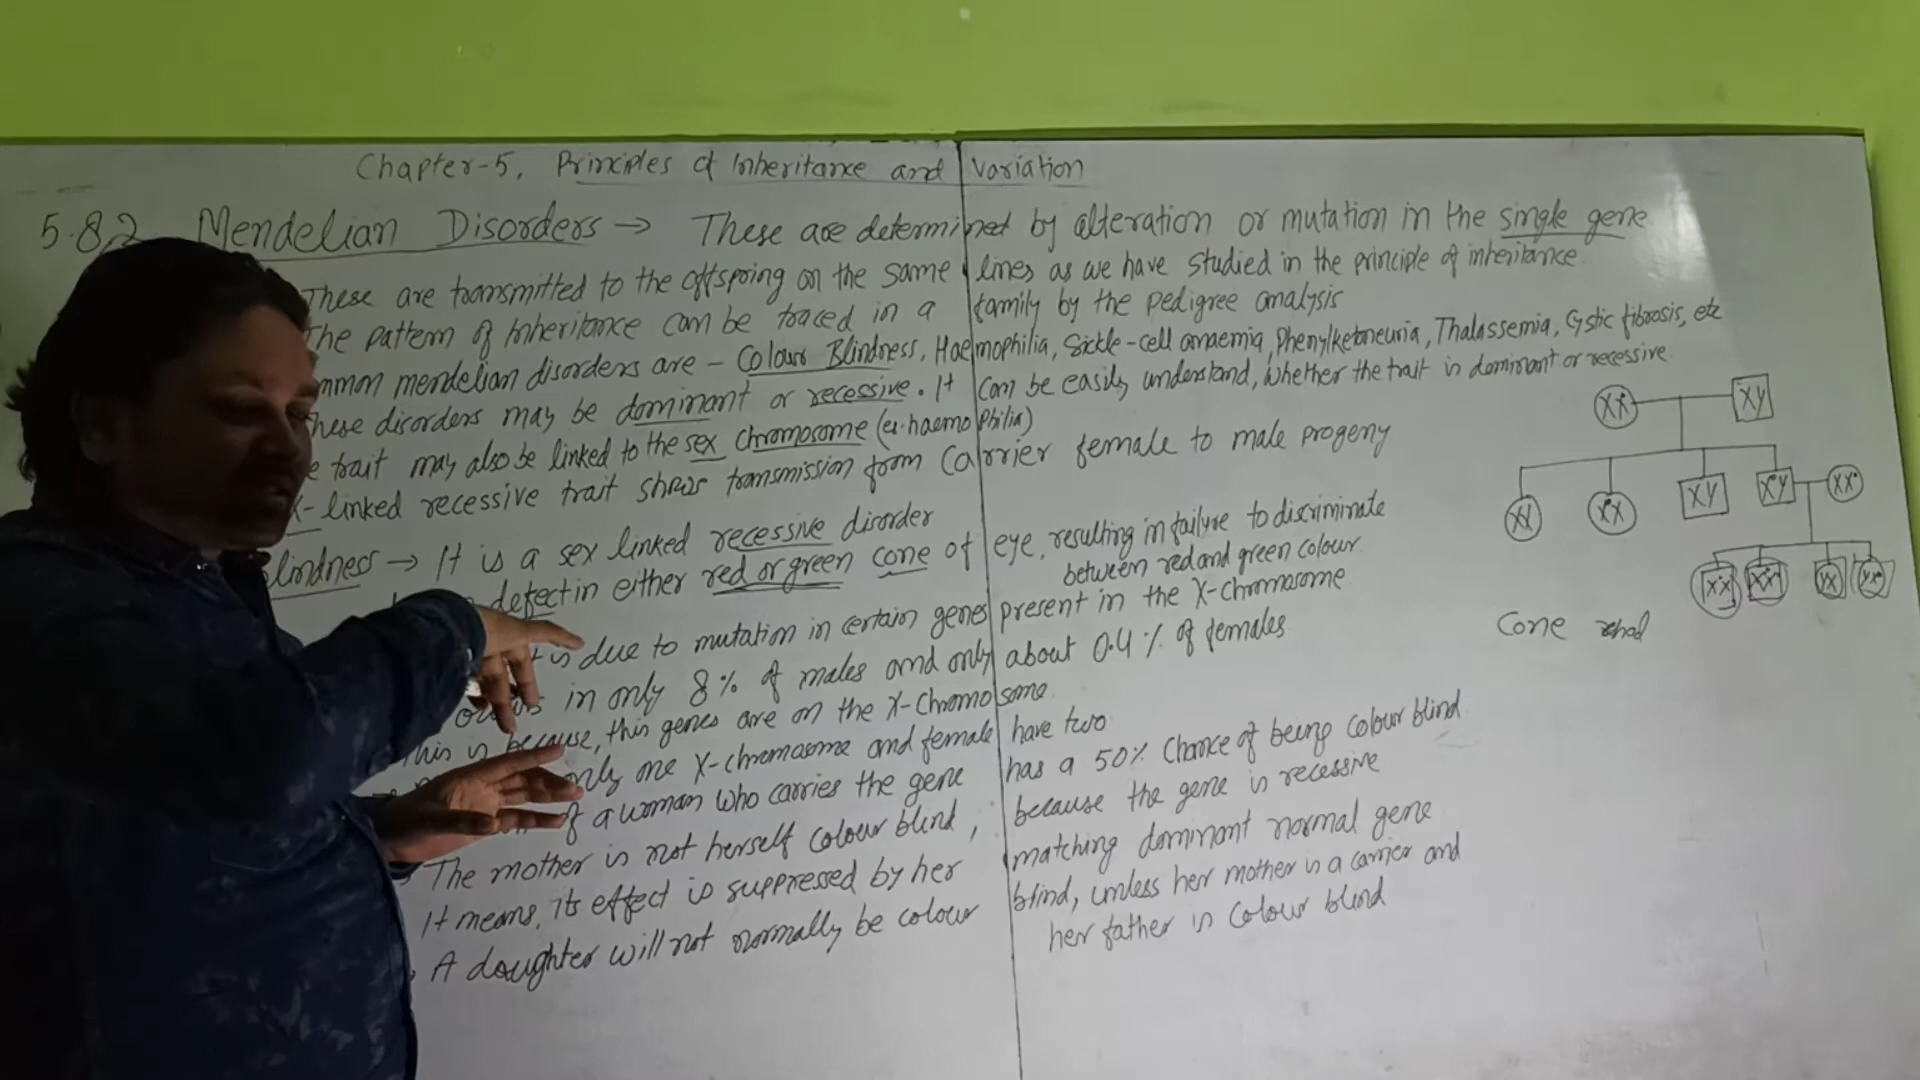 Chapter-5, Principles of Inheritance and Variation
5.8.2 Mendelian Disorders → These are determined by alteration or mutation in the single gene
These are transmitted to the offspring on the same lines as we have studied in the principle of inheritance
The pattern of Inheritance can be traced in a family by the pedigree analysis
mmon mendelian disorders are - Colour Blindness, Haemophilia, Sickle-cell anaemia, Phenylketoneuria, Thalassemia, Cystic fibrosis, etc
these disorders may be dominant or recessive. It can be easily understand, whether the trait is dominant or recessive
e trait may also be linked to the sex chromosome (ex-haemophilia)
X-linked recessive trait shows transmission from carrier female to male progeny
lindness → It is a sex linked recessive disorder
defect in either red or green cone of eye, resulting in failure to discriminate
between red and green colour
It is due to mutation in certain genes present in the X-chromosome
in only 8% of males and only about 0.4% of females
This is because, this genes are on the X-chromosome
only one X-chromosome and female have two
of a woman who carries the gene has a 50% chance of being colour blind
The mother is not herself colour blind, because the gene is recessive
It means, its effect is suppressed by her matching dominant normal gene
A daughter will not normally be colour blind, unless her mother is a carrier and
her father is colour blind
XX XY
XX XY XY XX
Cone